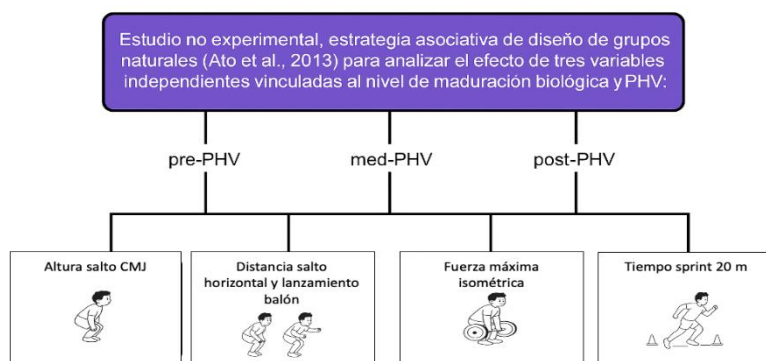 Estudio no experimental, estrategia asociativa de diseño de grupos
naturales (Ato et al., 2013) para analizar el efecto de tres variables
independientes vinculadas al nivel de maduración biológica y PHV:
pre-PHV
med-PHV
post-PHV
Altura salto CMJ
Distancia salto
horizontal y lanzamiento
balón
Fuerza máxima
isométrica
Tiempo sprint 20 m